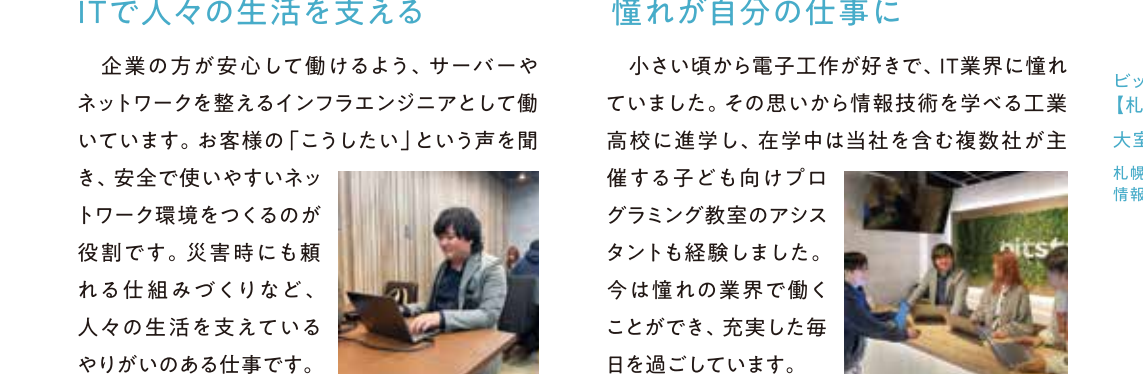 ITで人々の生活を支える
企業の方が安心して働けるよう、サーバーや
ネットワークを整えるインフラエンジニアとして働
いています。お客様の「こうしたい」という声を聞
き、安全で使いやすいネッ
トワーク環境をつくるのが
役割です。災害時にも頼
れる仕組みづくりなど、
人々の生活を支えている
やりがいのある仕事です。
憧れが自分の仕事に
小さい頃から電子工作が好きで、IT業界に憧れ
ていました。その思いから情報技術を学べる工業
高校に進学し、在学中は当社を含む複数社が主
催する子ども向けプロ
グラミング教室のアシス
タントも経験しました。
今は憧れの業界で働く
ことができ、充実した毎
日を過ごしています。
bitst
ビッ
【札
大室
札幌
情報